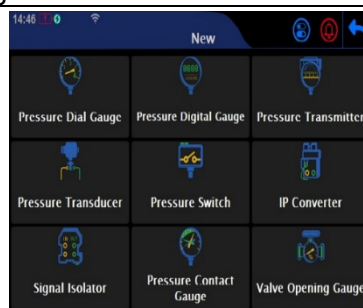 14:46 0
New
Pressure Dial Gauge Pressure Digital Gauge Pressure Transmitter
Pressure Transducer Pressure Switch IP Converter
Signal Isolator Pressure Contact Gauge Valve Opening Gauge